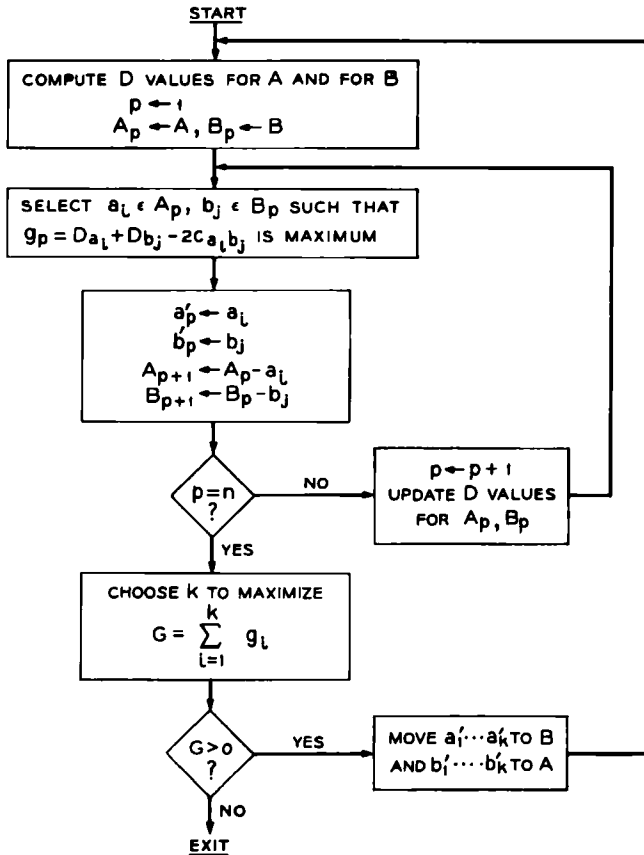 START
COMPUTE D VALUES FOR A AND FOR B
p ← 1
A_p ← A, B_p ← B
SELECT a_i ϵ A_p, b_j ϵ B_p SUCH THAT
g_p = D_{a_i} + D_{b_j} - 2c_{a_i b_j} IS MAXIMUM
a'_p ← a_i
b'_p ← b_j
A_{p+1} ← A_p - a_i
B_{p+1} ← B_p - b_j
p = n
?
NO
p ← p + 1
UPDATE D VALUES
FOR A_p, B_p
YES
CHOOSE k TO MAXIMIZE
G = \sum_{i=1}^{k} g_i
G > 0
?
YES
MOVE a'_1 ⋯ a'_k TO B
AND b'_1 ⋯ b'_k TO A
NO
EXIT